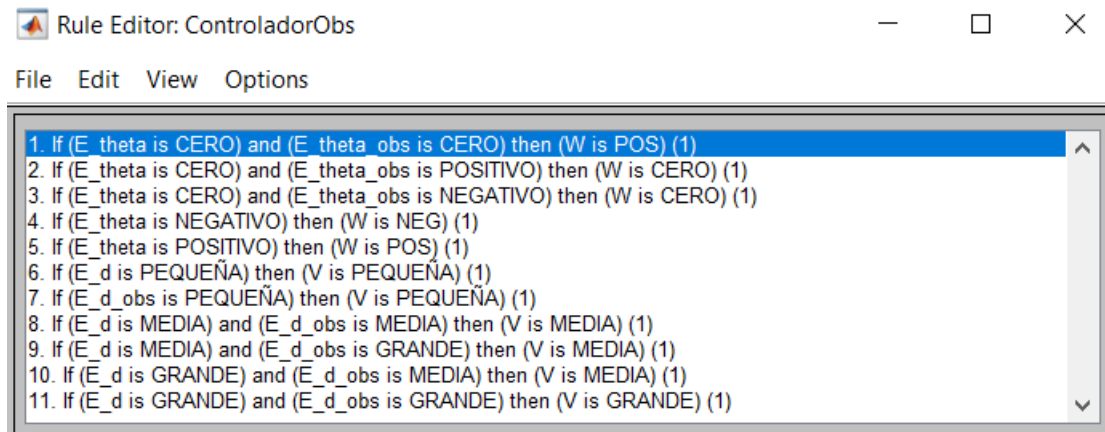 Rule Editor: ControladorObs
File Edit View Options
1. If (E_theta is CERO) and (E_theta_obs is CERO) then (W is POS) (1)
2. If (E_theta is CERO) and (E_theta_obs is POSITIVO) then (W is CERO) (1)
3. If (E_theta is CERO) and (E_theta_obs is NEGATIVO) then (W is CERO) (1)
4. If (E_theta is NEGATIVO) then (W is NEG) (1)
5. If (E_theta is POSITIVO) then (W is POS) (1)
6. If (E_d is PEQUEÑA) then (V is PEQUEÑA) (1)
7. If (E_d_obs is PEQUEÑA) then (V is PEQUEÑA) (1)
8. If (E_d is MEDIA) and (E_d_obs is MEDIA) then (V is MEDIA) (1)
9. If (E_d is MEDIA) and (E_d_obs is GRANDE) then (V is MEDIA) (1)
10. If (E_d is GRANDE) and (E_d_obs is MEDIA) then (V is MEDIA) (1)
11. If (E_d is GRANDE) and (E_d_obs is GRANDE) then (V is GRANDE) (1)